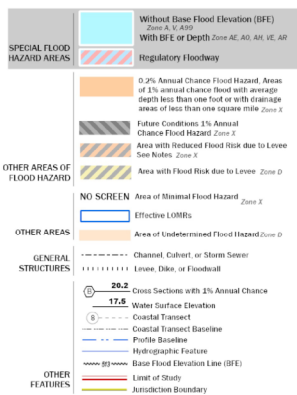 SPECIAL FLOOD
HAZARD AREAS
Without Base Flood Elevation (BFE)
Zone A, V, A99
With BFE or Depth Zone AE, AO, AH, VE, AR
Regulatory Floodway
OTHER AREAS OF
FLOOD HAZARD
0.2% Annual Chance Flood Hazard, Areas
of 1% annual chance flood with average
depth less than one foot or with drainage
areas of less than one square mile Zone X
Future Conditions 1% Annual
Chance Flood Hazard Zone X
Area with Reduced Flood Risk due to Levee
See Notes Zone X
Area with Flood Risk due to Levee Zone D
OTHER AREAS
NO SCREEN Area of Minimal Flood Hazard Zone X
Effective LOMRs
Area of Undetermined Flood Hazard Zone D
GENERAL
STRUCTURES
Channel, Culvert, or Storm Sewer
Levee, Dike, or Floodwall
OTHER
FEATURES
B 20.2 Cross Sections with 1% Annual Chance
17.5 Water Surface Elevation
8 Coastal Transect
Coastal Transect Baseline
Profile Baseline
Hydrographic Feature
513 Base Flood Elevation Line (BFE)
Limit of Study
Jurisdiction Boundary